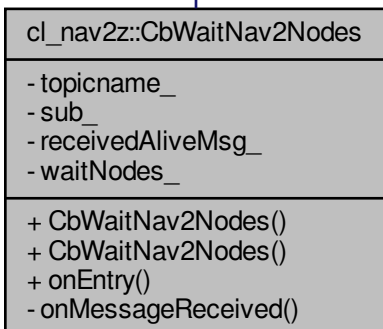 cl_nav2z::CbWaitNav2Nodes
- topicname_
- sub_
- receivedAliveMsg_
- waitNodes_
+ CbWaitNav2Nodes()
+ CbWaitNav2Nodes()
+ onEntry()
- onMessageReceived()